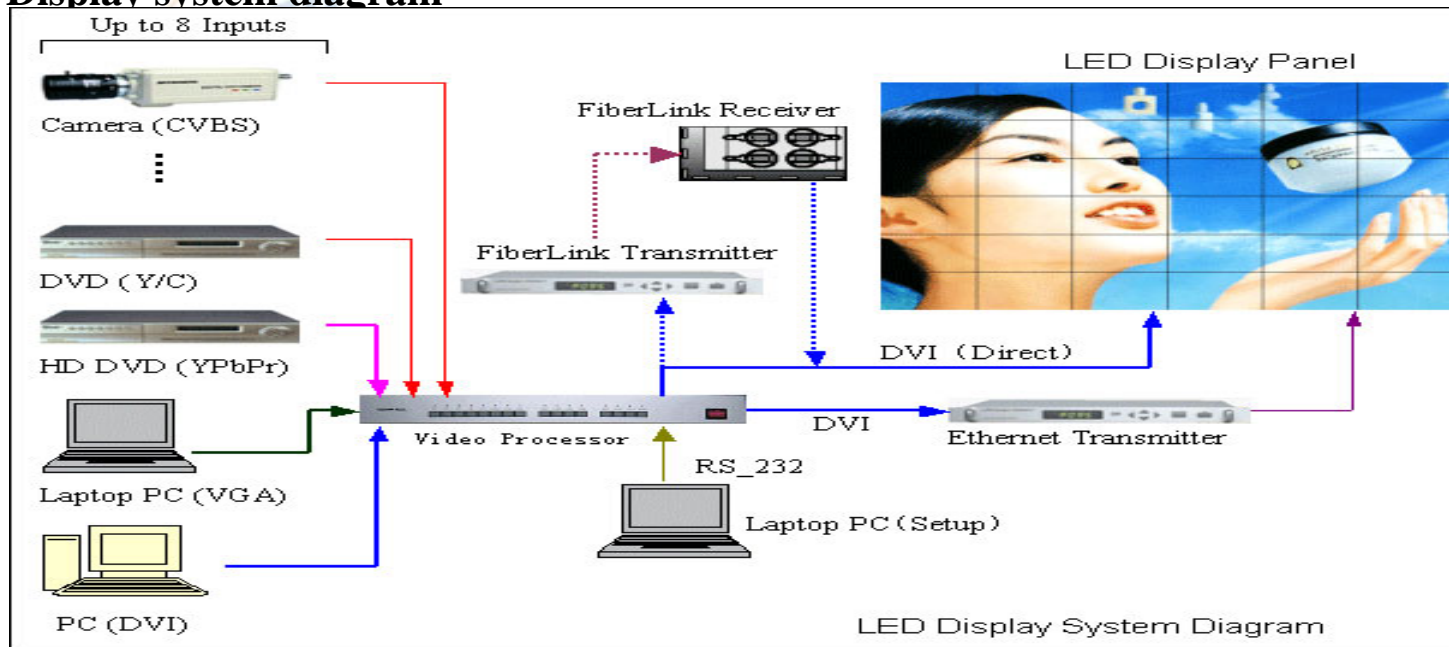 Display system diagram
Up to 8 Inputs
LED Display Panel
FiberLink Receiver
Camera (CVBS)
FiberLink Transmitter
DVD (Y/C)
DVI (Direct)
HD DVD (YPbPr)
Video Processor
DVI
Ethernet Transmitter
RS_232
Laptop PC (VGA)
Laptop PC (Setup)
PC (DVI)
LED Display System Diagram